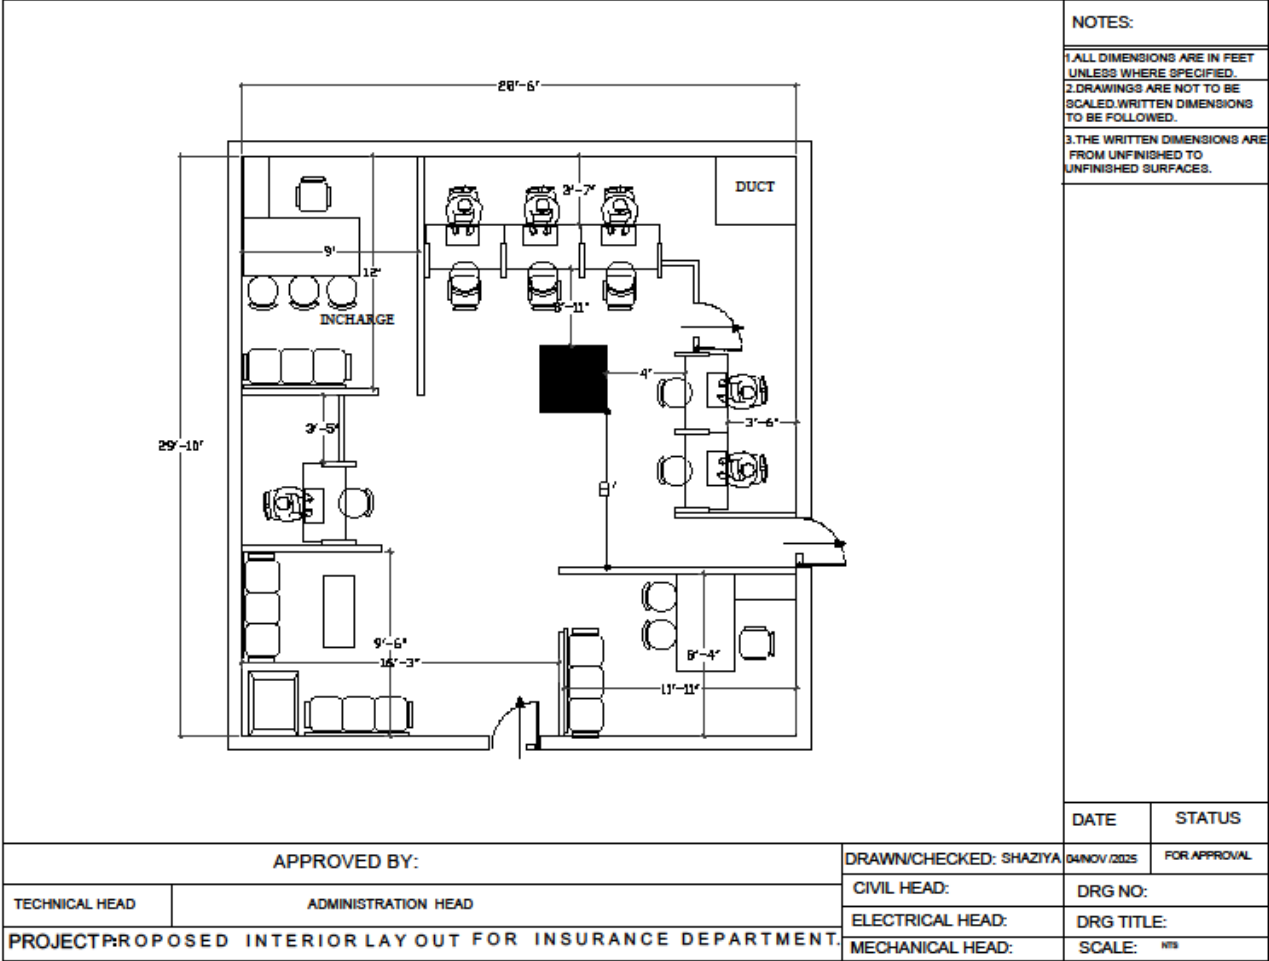 NOTES:
1.ALL DIMENSIONS ARE IN FEET
UNLESS WHERE SPECIFIED.
2.DRAWINGS ARE NOT TO BE
SCALED.WRITTEN DIMENSIONS
TO BE FOLLOWED.
3.THE WRITTEN DIMENSIONS ARE
FROM UNFINISHED TO
UNFINISHED SURFACES.
28'-6"
3'-7"
DUCT
9'
12'
INCHARGE
4'
3'-6"
3'-5"
29'-10"
9'-6"
16'-3"
8'-4"
11'-11"
DATE
STATUS
APPROVED BY:
DRAWN/CHECKED: SHAZIYA
04/NOV /2025
FOR APPROVAL
TECHNICAL HEAD
ADMINISTRATION HEAD
CIVIL HEAD:
DRG NO:
ELECTRICAL HEAD:
DRG TITLE:
PROJECT:PROPOSED INTERIOR LAY OUT FOR INSURANCE DEPARTMENT.
MECHANICAL HEAD:
SCALE: NTS